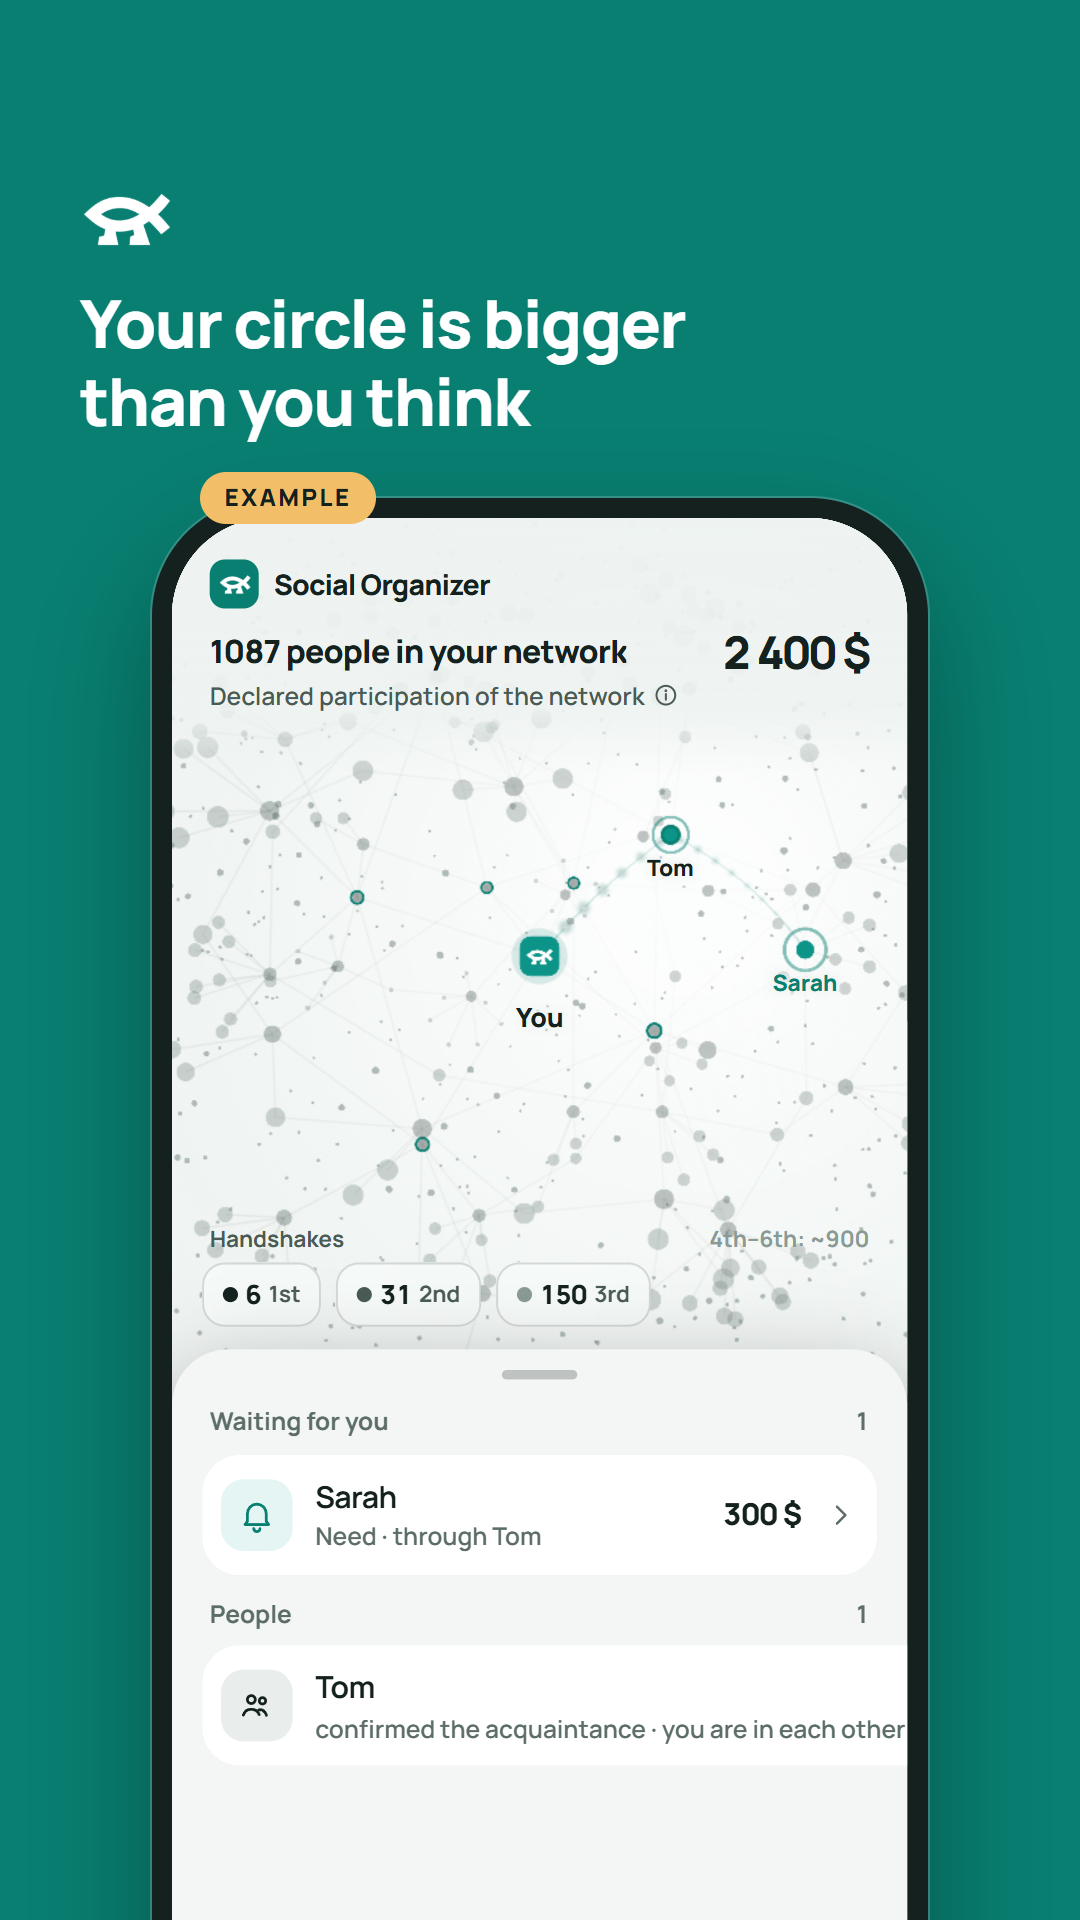 Your circle is bigger
than you think
EXAMPLE
Social Organizer
1087 people in your network
2 400 $
Declared participation of the network
Tom
Sarah
You
Handshakes
4th–6th: ~900
6 1st
31 2nd
150 3rd
Waiting for you
1
Sarah
300 $
Need · through Tom
People
1
Tom
confirmed the acquaintance · you are in each other